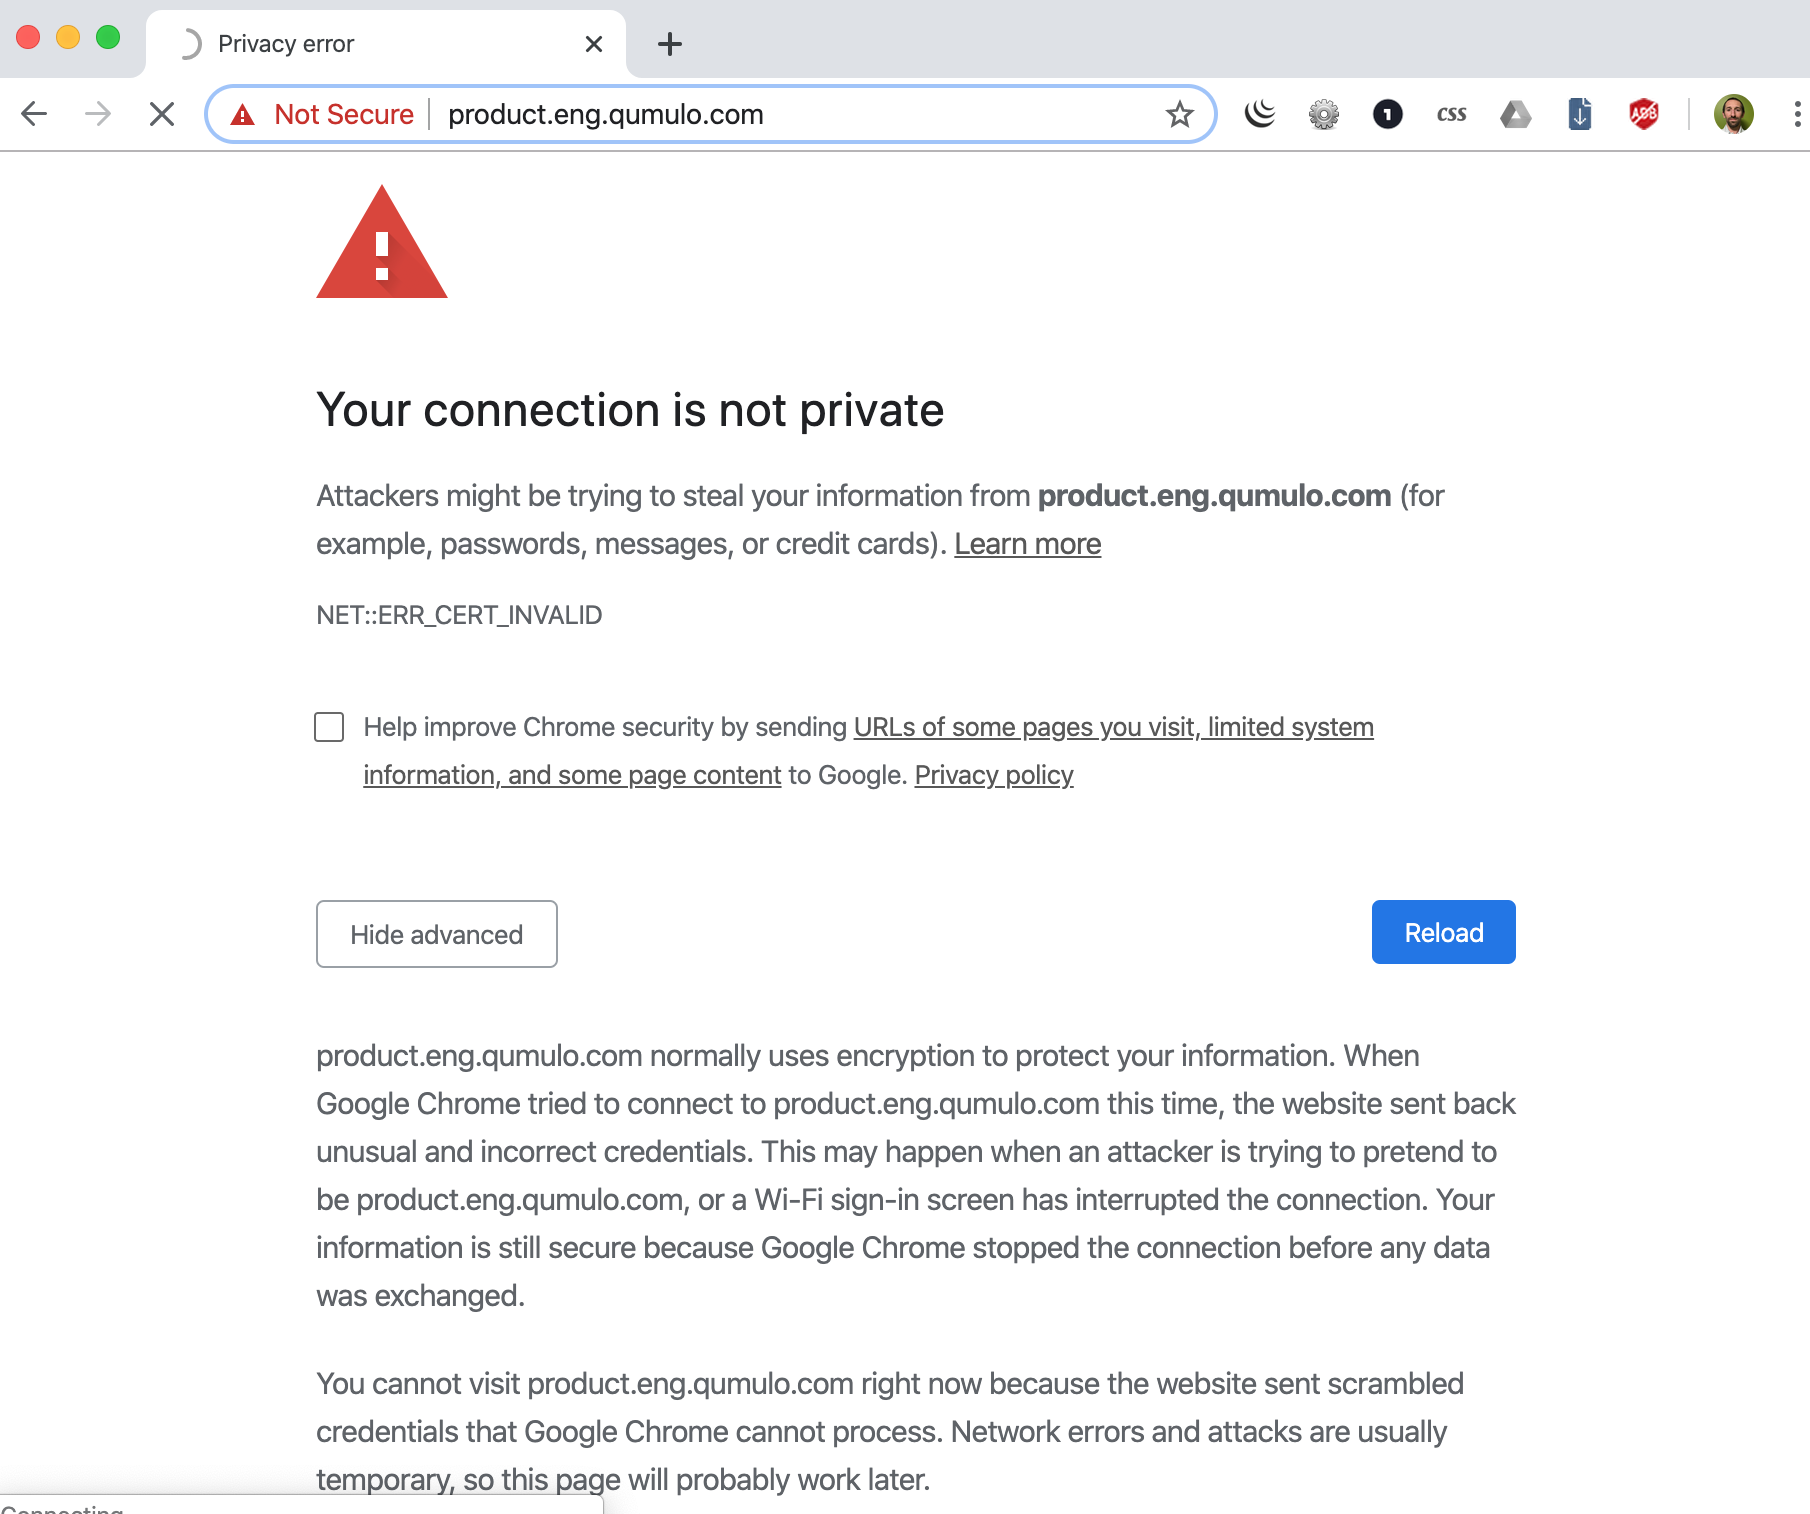 Privacy error
Not Secure product.eng.qumulo.com
1 css ABP
Your connection is not private
Attackers might be trying to steal your information from product.eng.qumulo.com (for
example, passwords, messages, or credit cards). Learn more
NET::ERR_CERT_INVALID
Help improve Chrome security by sending URLs of some pages you visit, limited system
information, and some page content to Google. Privacy policy
Hide advanced Reload
product.eng.qumulo.com normally uses encryption to protect your information. When
Google Chrome tried to connect to product.eng.qumulo.com this time, the website sent back
unusual and incorrect credentials. This may happen when an attacker is trying to pretend to
be product.eng.qumulo.com, or a Wi-Fi sign-in screen has interrupted the connection. Your
information is still secure because Google Chrome stopped the connection before any data
was exchanged.
You cannot visit product.eng.qumulo.com right now because the website sent scrambled
credentials that Google Chrome cannot process. Network errors and attacks are usually
temporary, so this page will probably work later.
Connecting